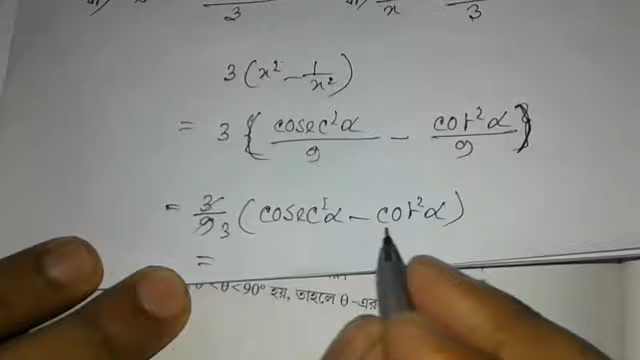 3
x
3
3 (x² - 1/x²)
= 3 { cosec²α/9 - cot²α/9 }
= 3/9 3 (cosec²α - cot²α)
=
θ < 90° হয়, তাহলে θ-এর